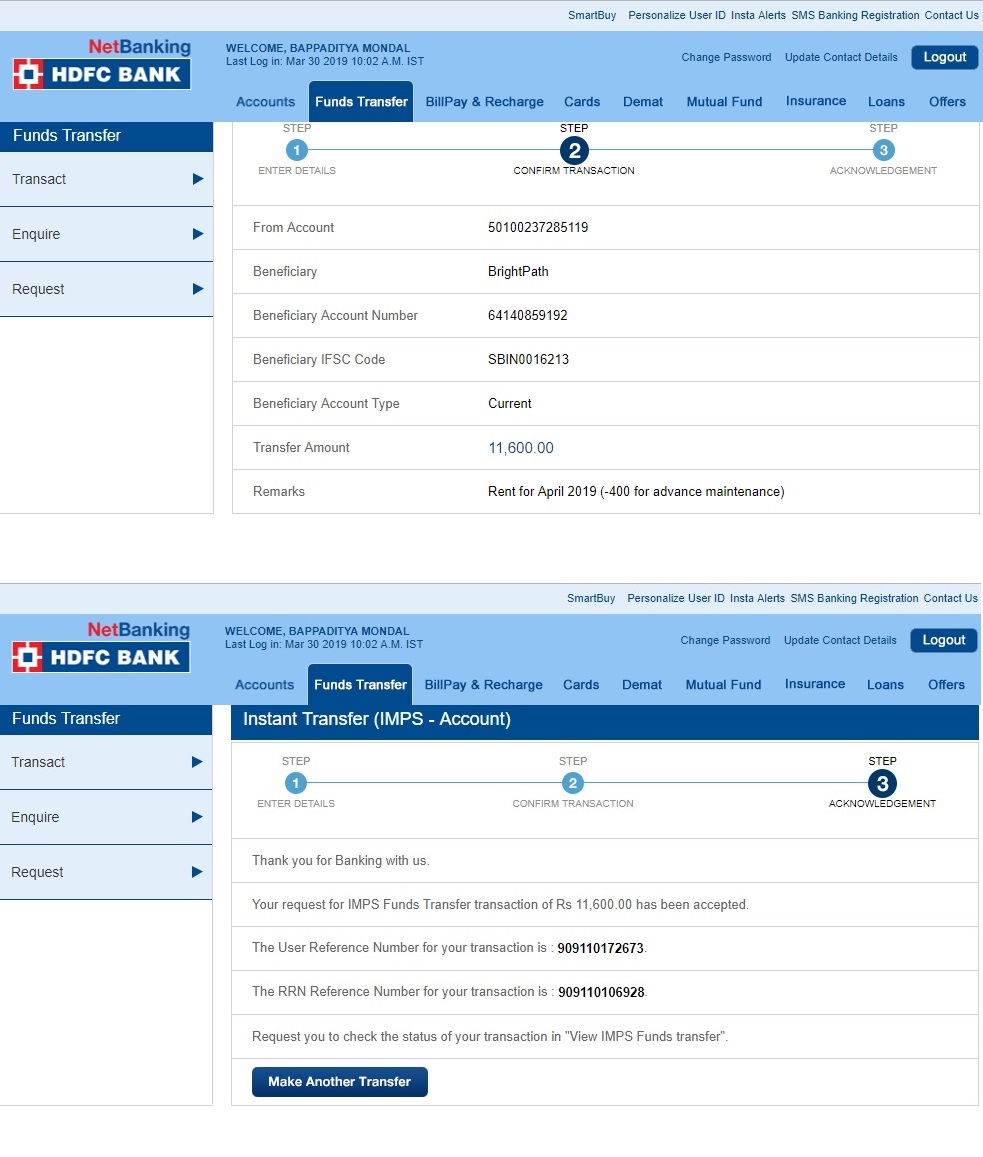 SmartBuy Personalize User ID Insta Alerts SMS Banking Registration Contact Us
NetBanking
HDFC BANK
WELCOME, BAPPADITYA MONDAL
Last Log in: Mar 30 2019 10:02 A.M. IST
Change Password Update Contact Details Logout
Accounts Funds Transfer BillPay & Recharge Cards Demat Mutual Fund Insurance Loans Offers
Funds Transfer
Transact
Enquire
Request
STEP STEP STEP
1 2 3
ENTER DETAILS CONFIRM TRANSACTION ACKNOWLEDGEMENT
From Account 50100237285119
Beneficiary BrightPath
Beneficiary Account Number 64140859192
Beneficiary IFSC Code SBIN0016213
Beneficiary Account Type Current
Transfer Amount 11,600.00
Remarks Rent for April 2019 (-400 for advance maintenance)
SmartBuy Personalize User ID Insta Alerts SMS Banking Registration Contact Us
NetBanking
HDFC BANK
WELCOME, BAPPADITYA MONDAL
Last Log in: Mar 30 2019 10:02 A.M. IST
Change Password Update Contact Details Logout
Accounts Funds Transfer BillPay & Recharge Cards Demat Mutual Fund Insurance Loans Offers
Funds Transfer
Transact
Enquire
Request
Instant Transfer (IMPS - Account)
STEP STEP STEP
1 2 3
ENTER DETAILS CONFIRM TRANSACTION ACKNOWLEDGEMENT
Thank you for Banking with us.
Your request for IMPS Funds Transfer transaction of Rs 11,600.00 has been accepted.
The User Reference Number for your transaction is : 909110172673.
The RRN Reference Number for your transaction is : 909110106928.
Request you to check the status of your transaction in "View IMPS Funds transfer".
Make Another Transfer